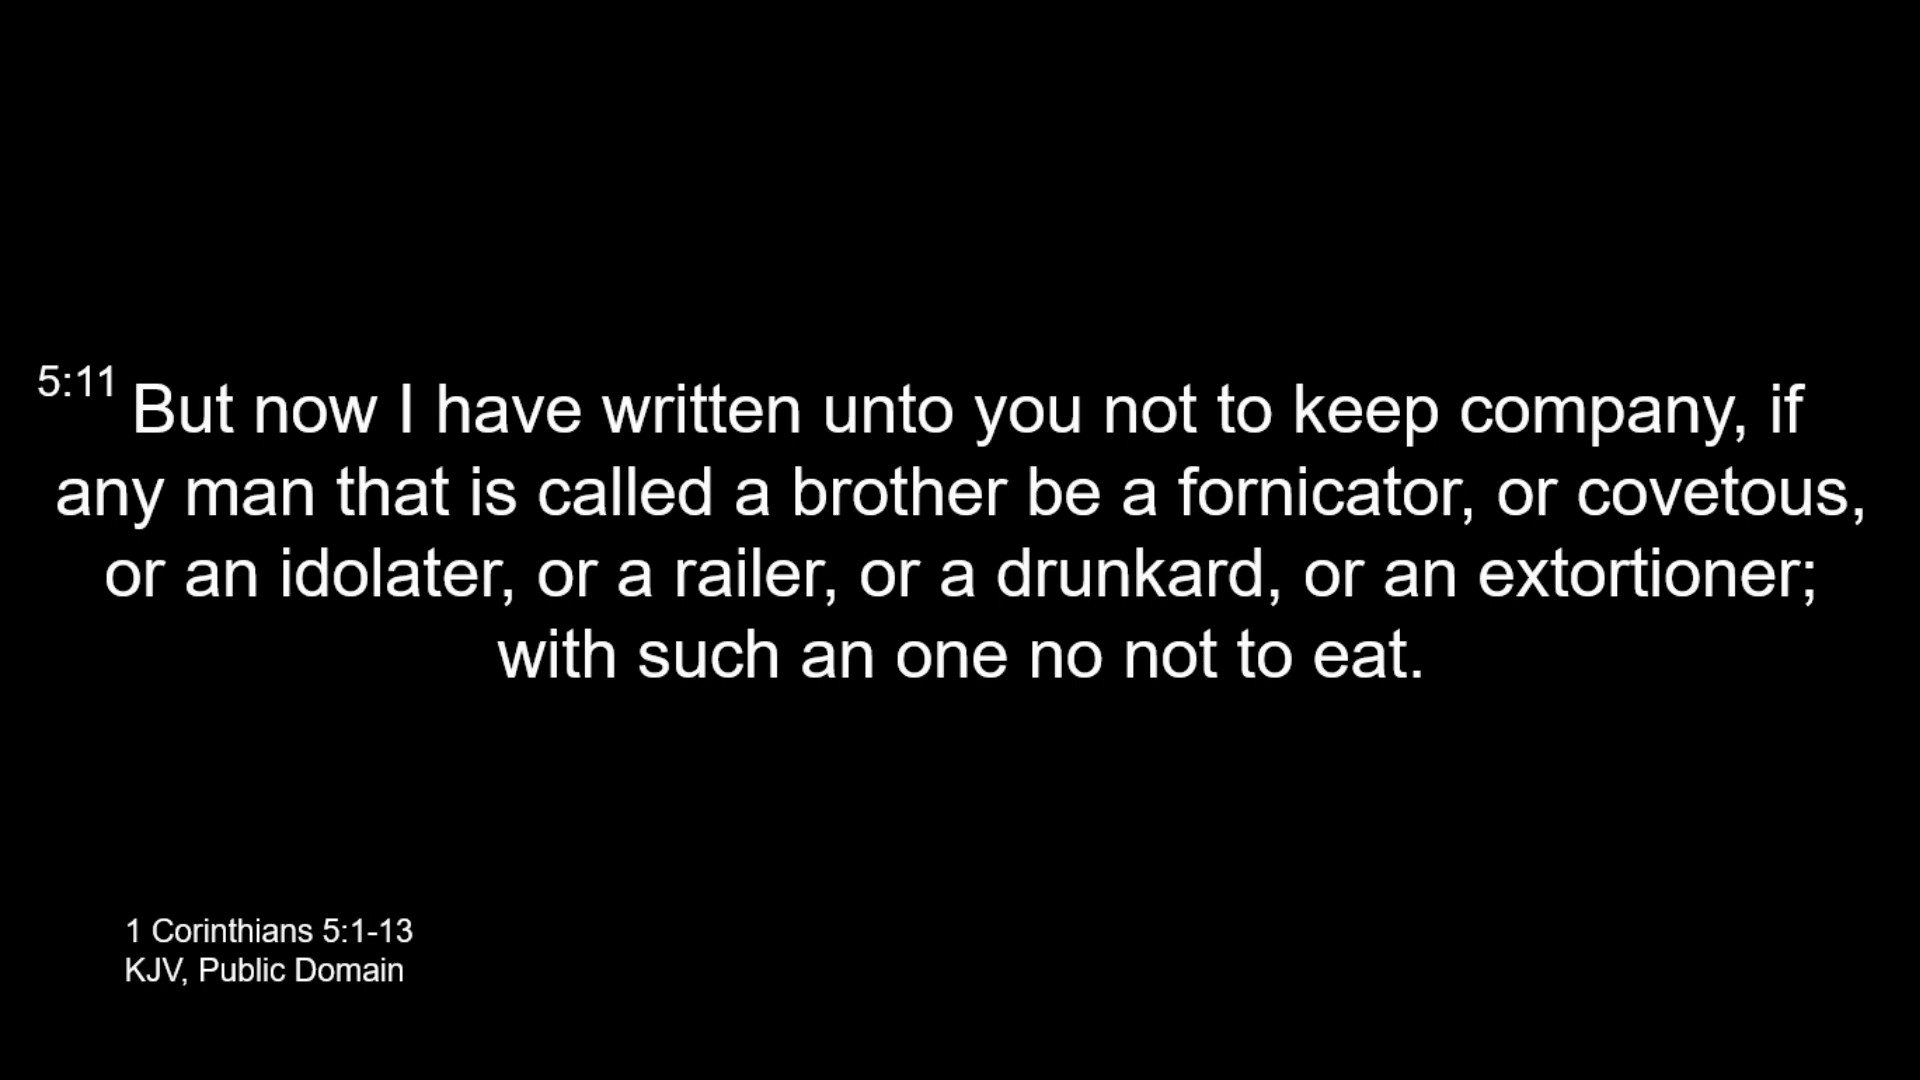 5:11 But now I have written unto you not to keep company, if
any man that is called a brother be a fornicator, or covetous,
or an idolater, or a railer, or a drunkard, or an extortioner;
with such an one no not to eat.
1 Corinthians 5:1-13
KJV, Public Domain